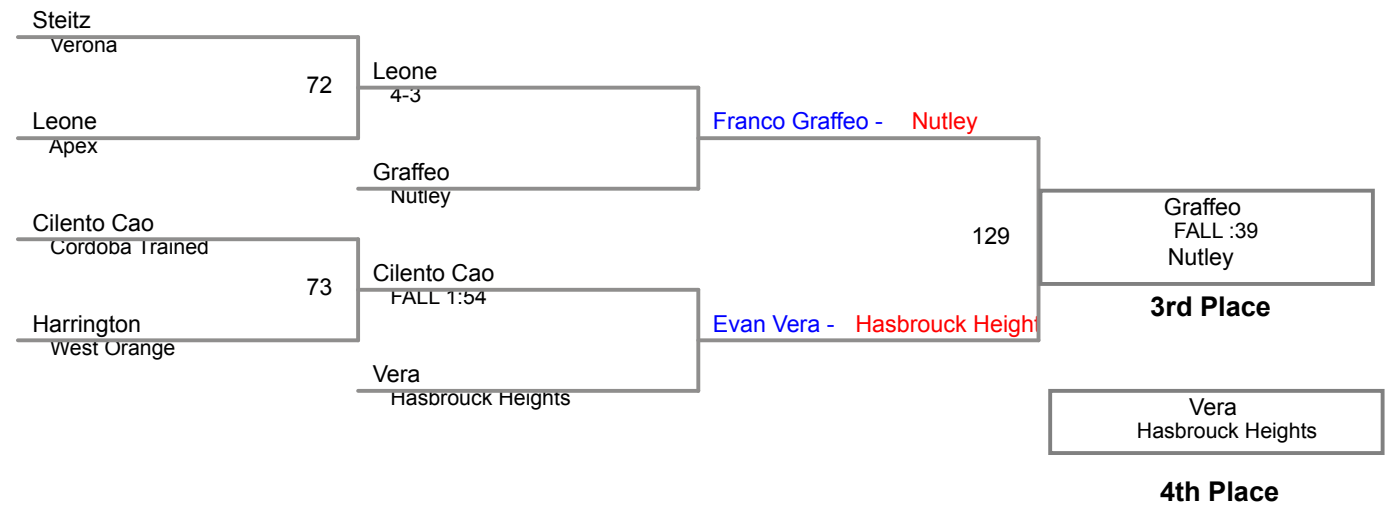 Steitz
Verona
72
Leone
4-3
Leone
Apex
Franco Graffeo - Nutley
Graffeo
Nutley
Cilento Cao
Cordoba Trained
129
Graffeo
FALL :39
Nutley
3rd Place
73
Cilento Cao
FALL 1:54
Harrington
West Orange
Evan Vera - Hasbrouck Height
Vera
Hasbrouck Heights
Vera
Hasbrouck Heights
4th Place